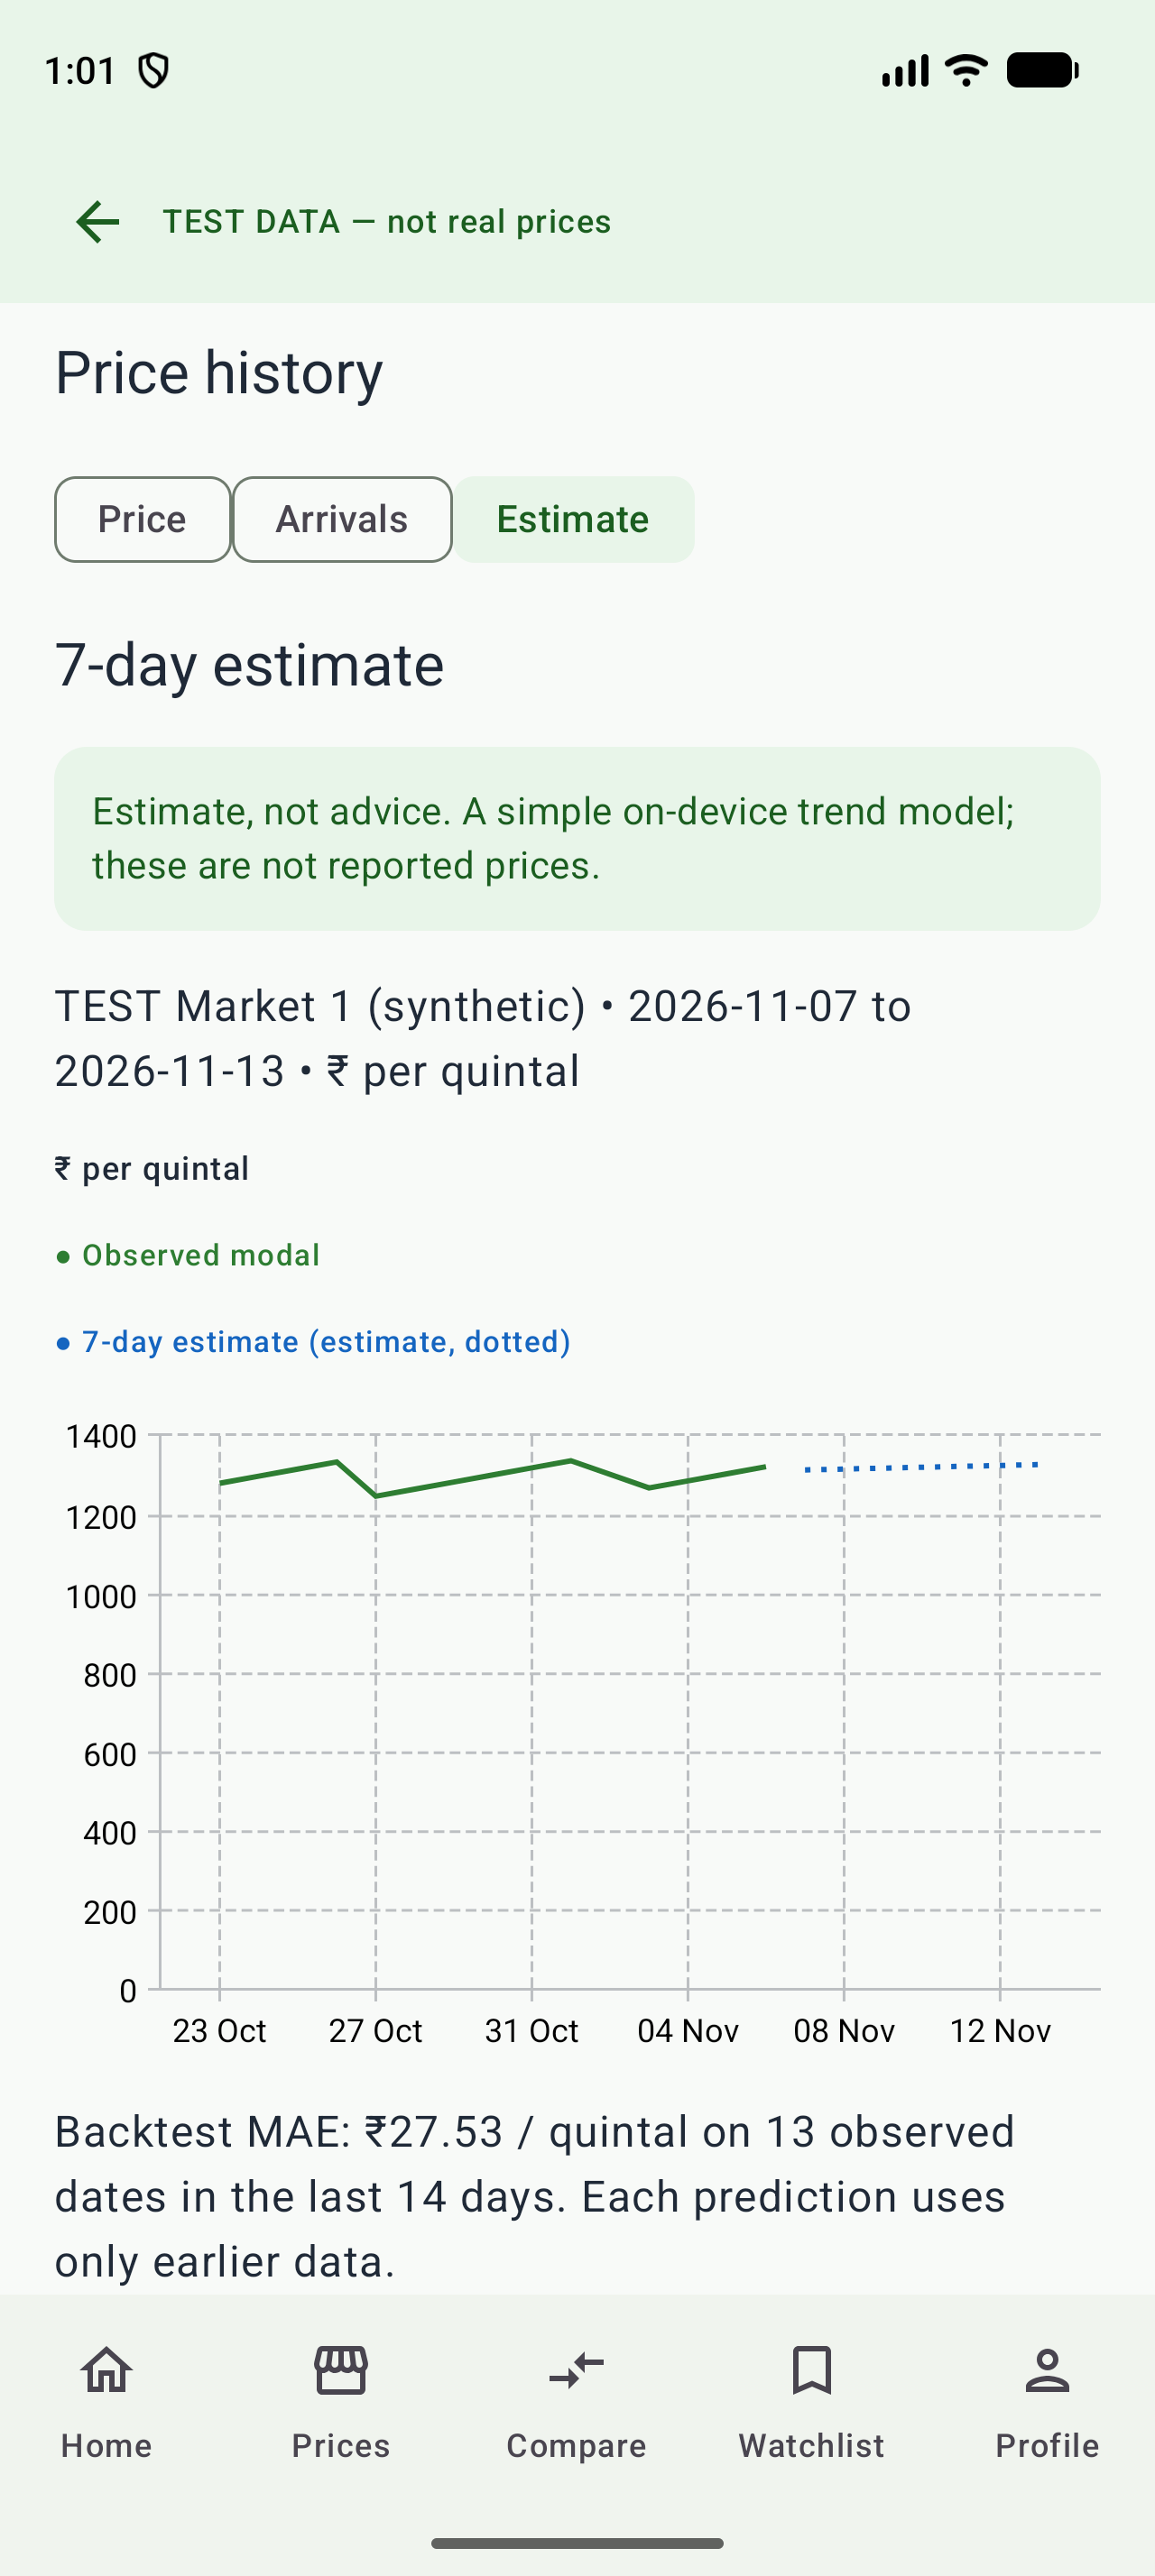 1:01
TEST DATA — not real prices
Price history
Price Arrivals Estimate
7-day estimate
Estimate, not advice. A simple on-device trend model;
these are not reported prices.
TEST Market 1 (synthetic) • 2026-11-07 to
2026-11-13 • ₹ per quintal
₹ per quintal
● Observed modal
● 7-day estimate (estimate, dotted)
1400
1200
1000
800
600
400
200
0
23 Oct 27 Oct 31 Oct 04 Nov 08 Nov 12 Nov
Backtest MAE: ₹27.53 / quintal on 13 observed
dates in the last 14 days. Each prediction uses
only earlier data.
Home Prices Compare Watchlist Profile